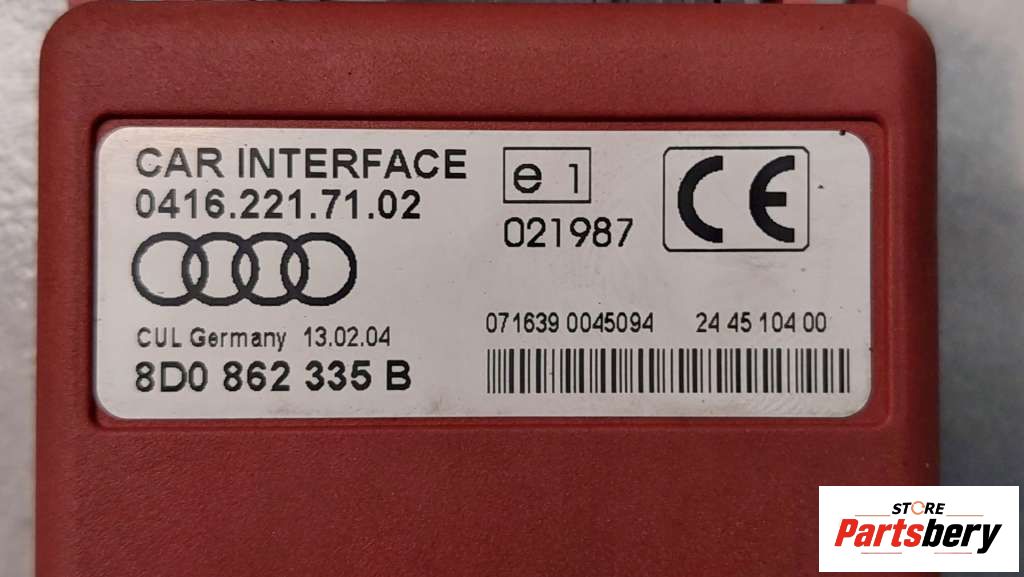 CAR INTERFACE
0416.221.71.02
e 1
021987
CE
CUL Germany 13.02.04
8D0 862 335 B
071639 0045094 24 45 104 00
STORE
Partsbery